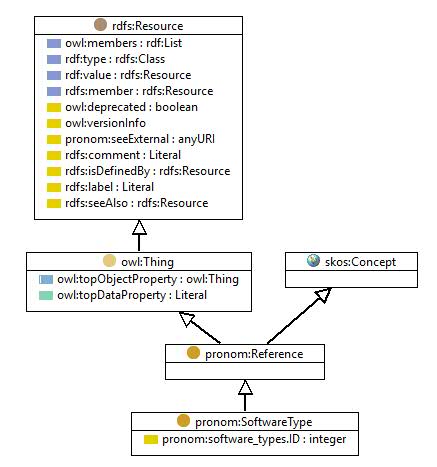 rdfs:Resource
owl:members : rdf:List
rdf:type : rdfs:Class
rdf:value : rdfs:Resource
rdfs:member : rdfs:Resource
owl:deprecated : boolean
owl:versionInfo
pronom:seeExternal : anyURI
rdfs:comment : Literal
rdfs:isDefinedBy : rdfs:Resource
rdfs:label : Literal
rdfs:seeAlso : rdfs:Resource
owl:Thing
owl:topObjectProperty : owl:Thing
owl:topDataProperty : Literal
skos:Concept
pronom:Reference
pronom:SoftwareType
pronom:software_types.ID : integer